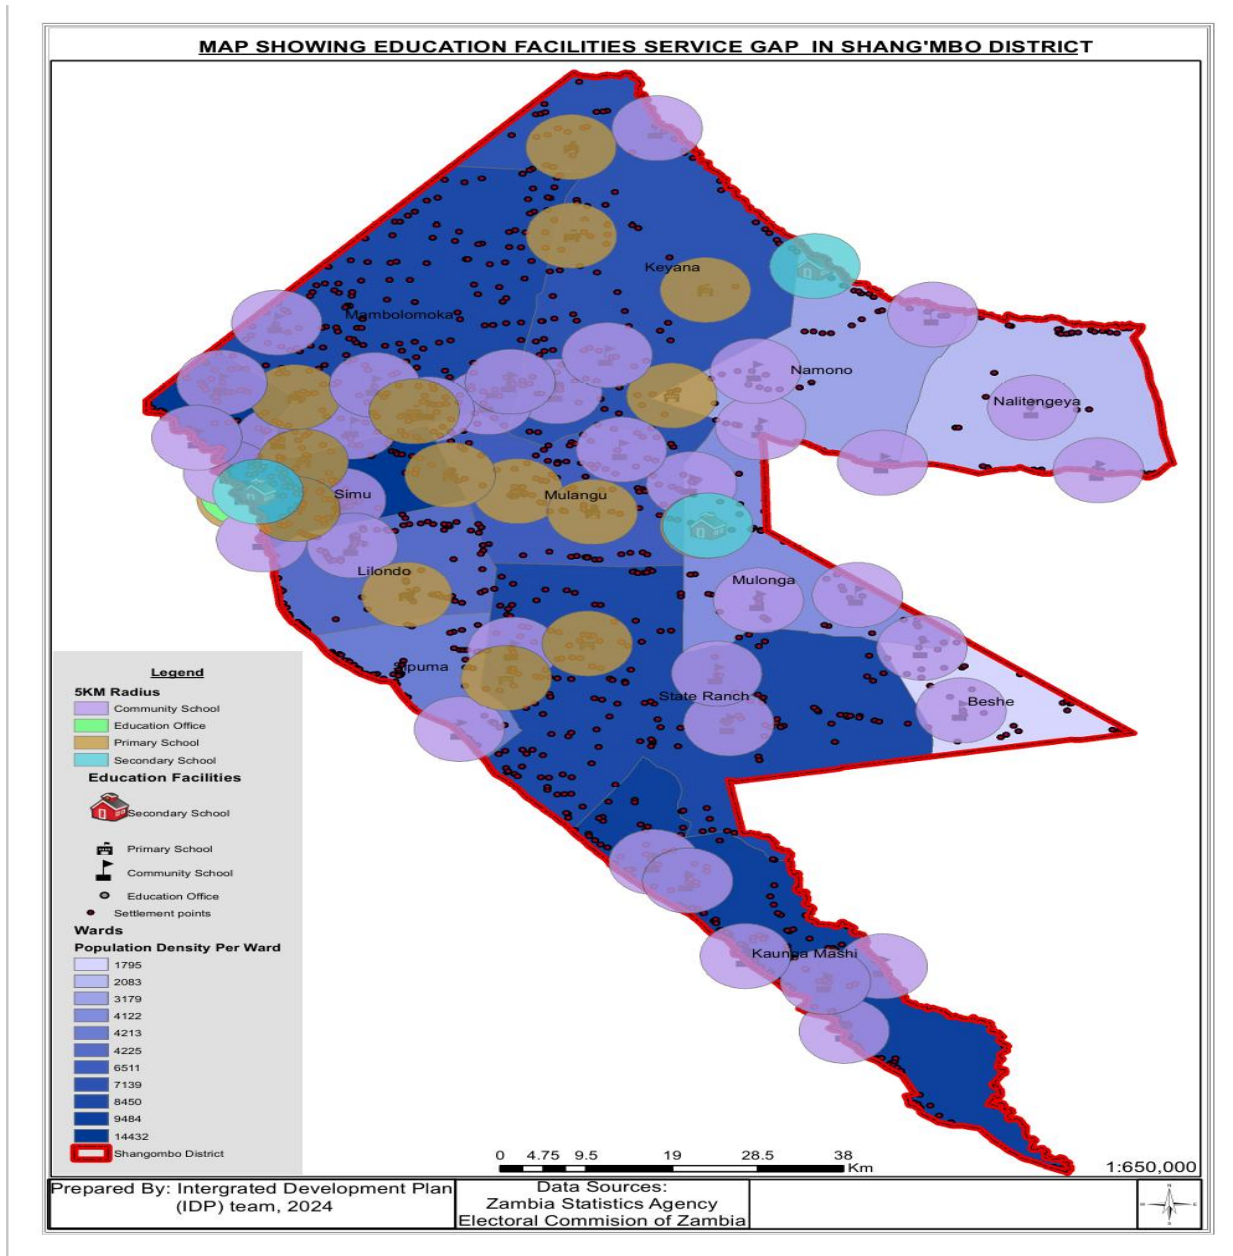 MAP SHOWING EDUCATION FACILITIES SERVICE GAP IN SHANG'MBO DISTRICT
Keyana
Mambolomoka
Namono
Nalitengeya
Simu
Mulangu
Lilondo
Mulonga
Sipuma
State Ranch
Beshe
Kaunga Mashi
Legend
5KM Radius
Community School
Education Office
Primary School
Secondary School
Education Facilities
Secondary School
Primary School
Community School
Education Office
Settlement points
Wards
Population Density Per Ward
1795
2083
3179
4122
4213
4225
6511
7139
8450
9484
14432
Shangombo District
0 4.75 9.5 19 28.5 38
Km
1:650,000
Prepared By: Intergrated Development Plan
(IDP) team, 2024
Data Sources:
Zambia Statistics Agency
Electoral Commision of Zambia